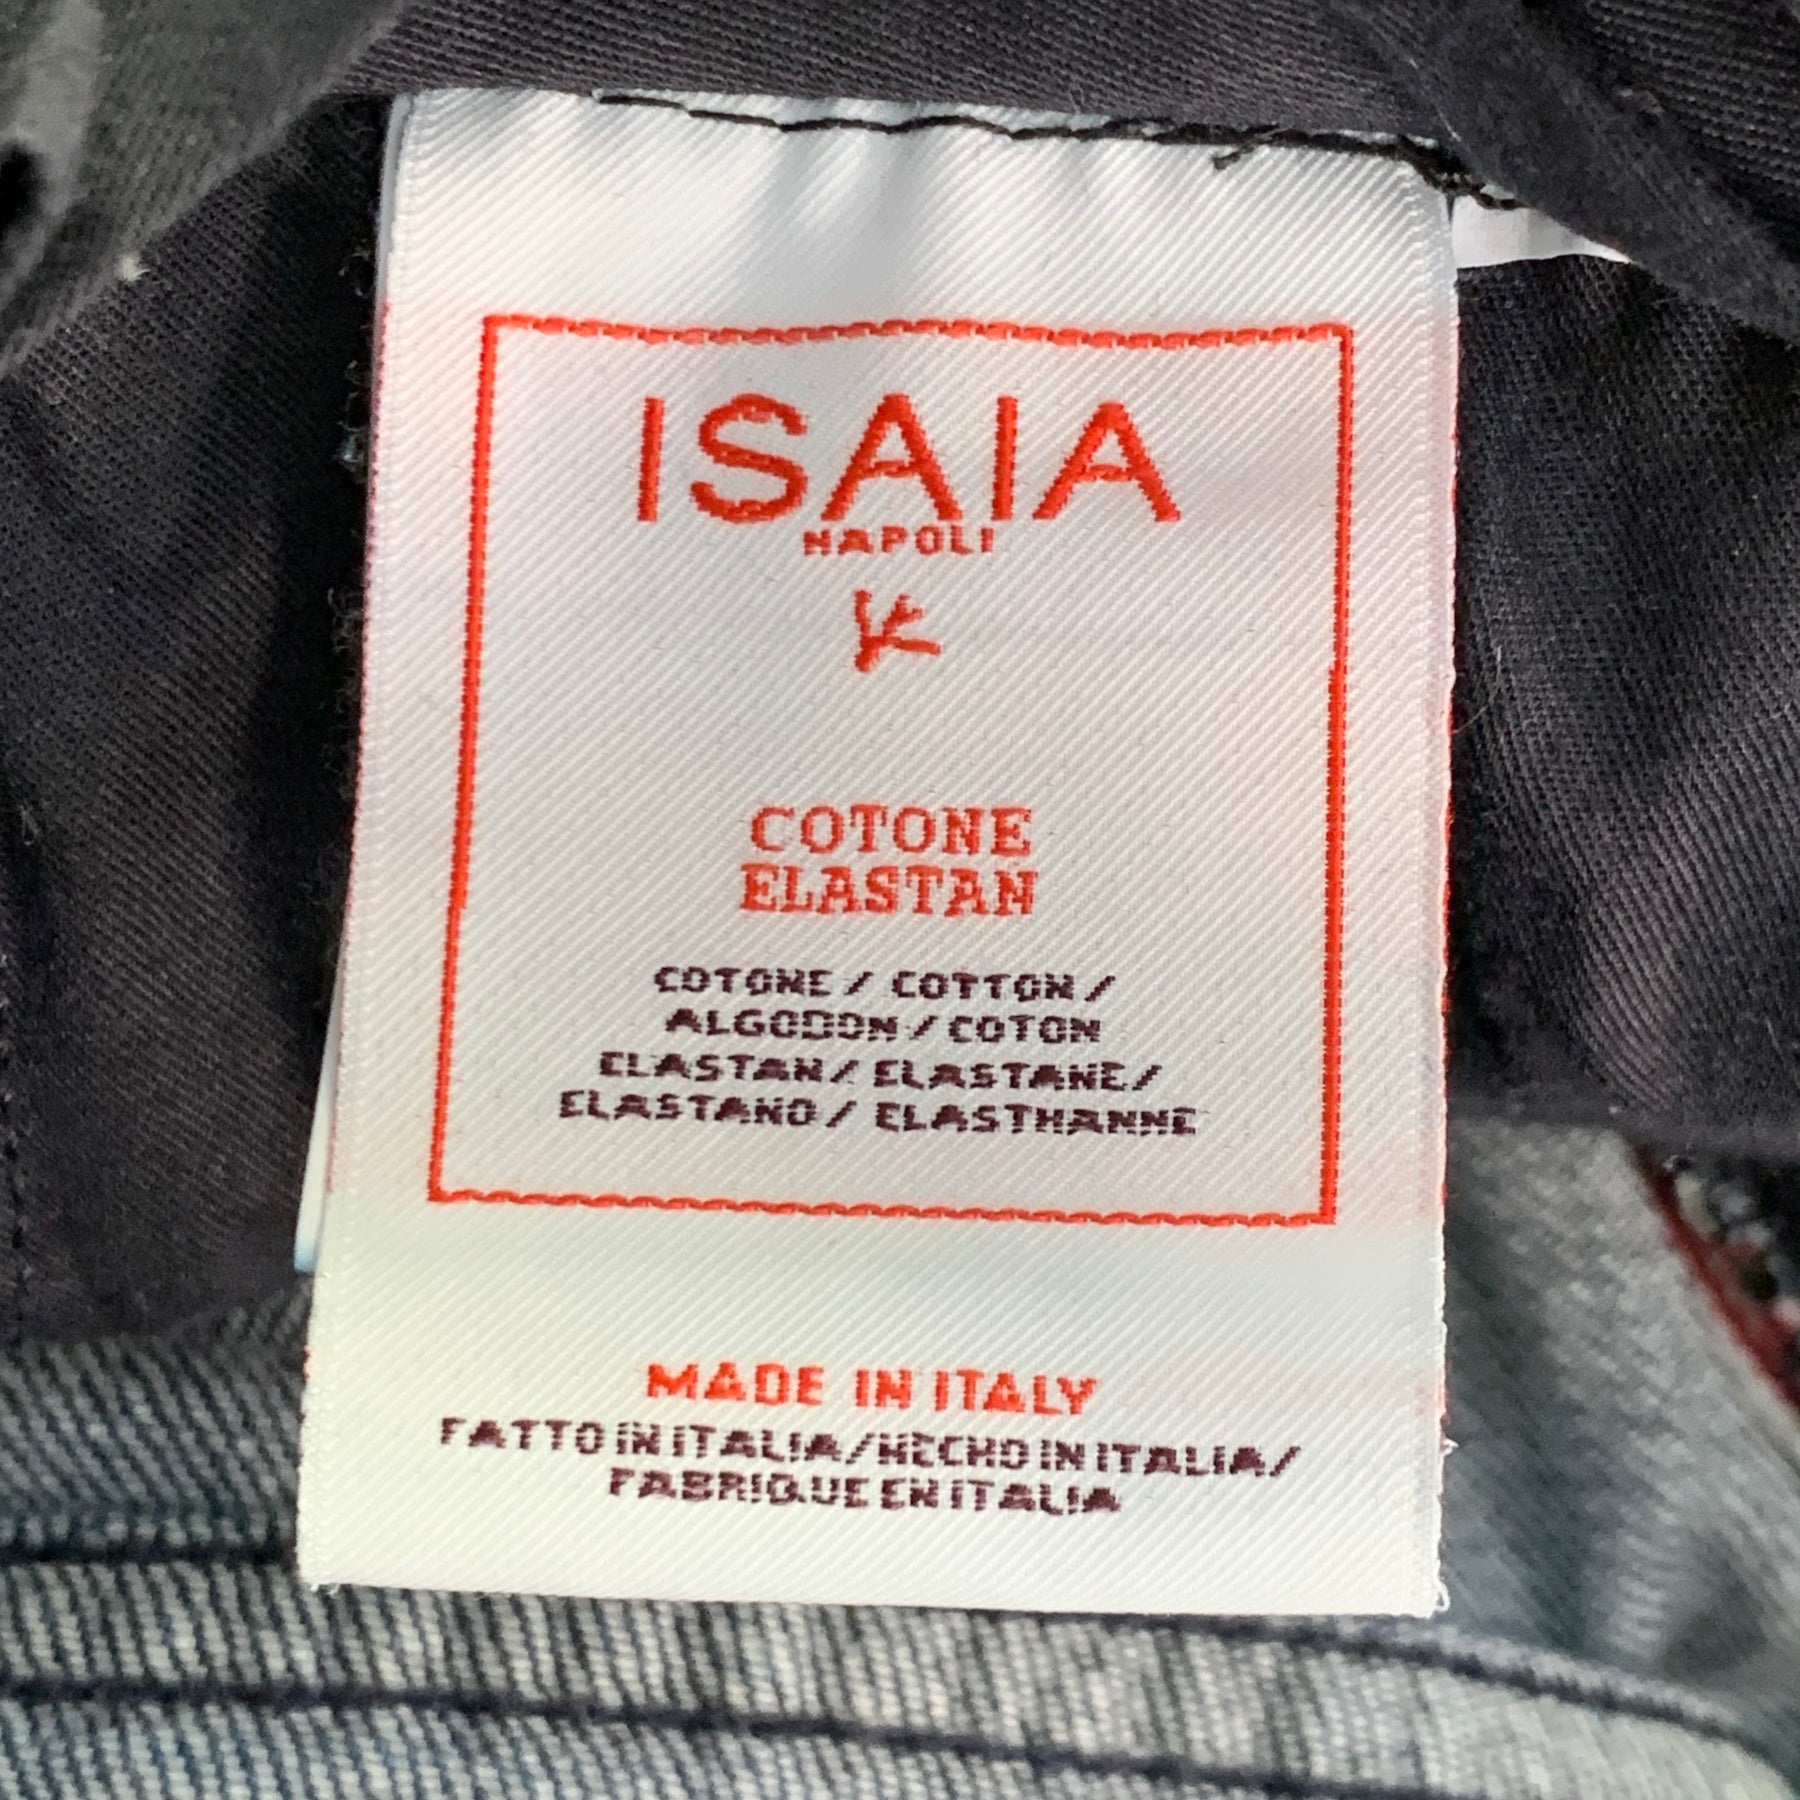 ISAIA
NAPOLI
COTONE
ELASTAN
COTONE / COTTON /
ALGODON / COTON
ELASTAN / ELASTANE /
ELASTANO / ELASTHANNE
MADE IN ITALY
FATTO IN ITALIA/HECHO IN ITALIA/
FABRIQUE EN ITALIA